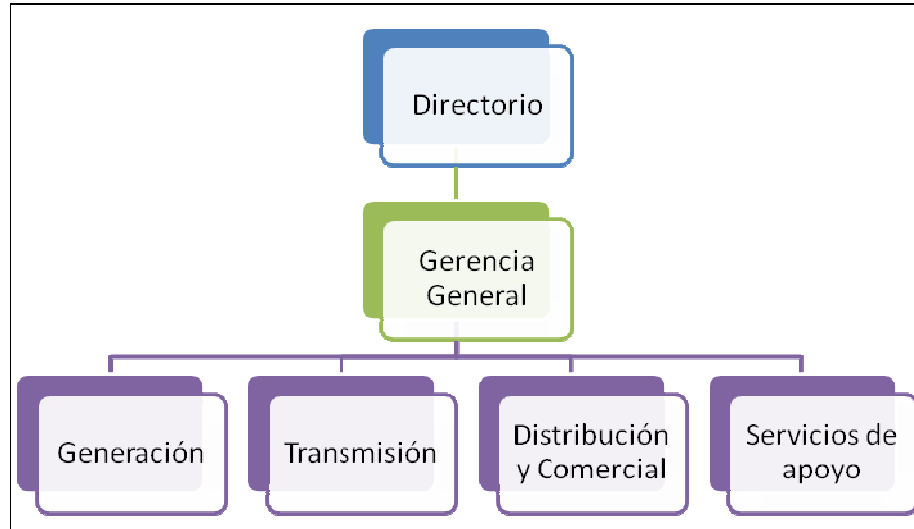 Directorio
Gerencia
General
Generación
Transmisión
Distribución
y Comercial
Servicios de
apoyo